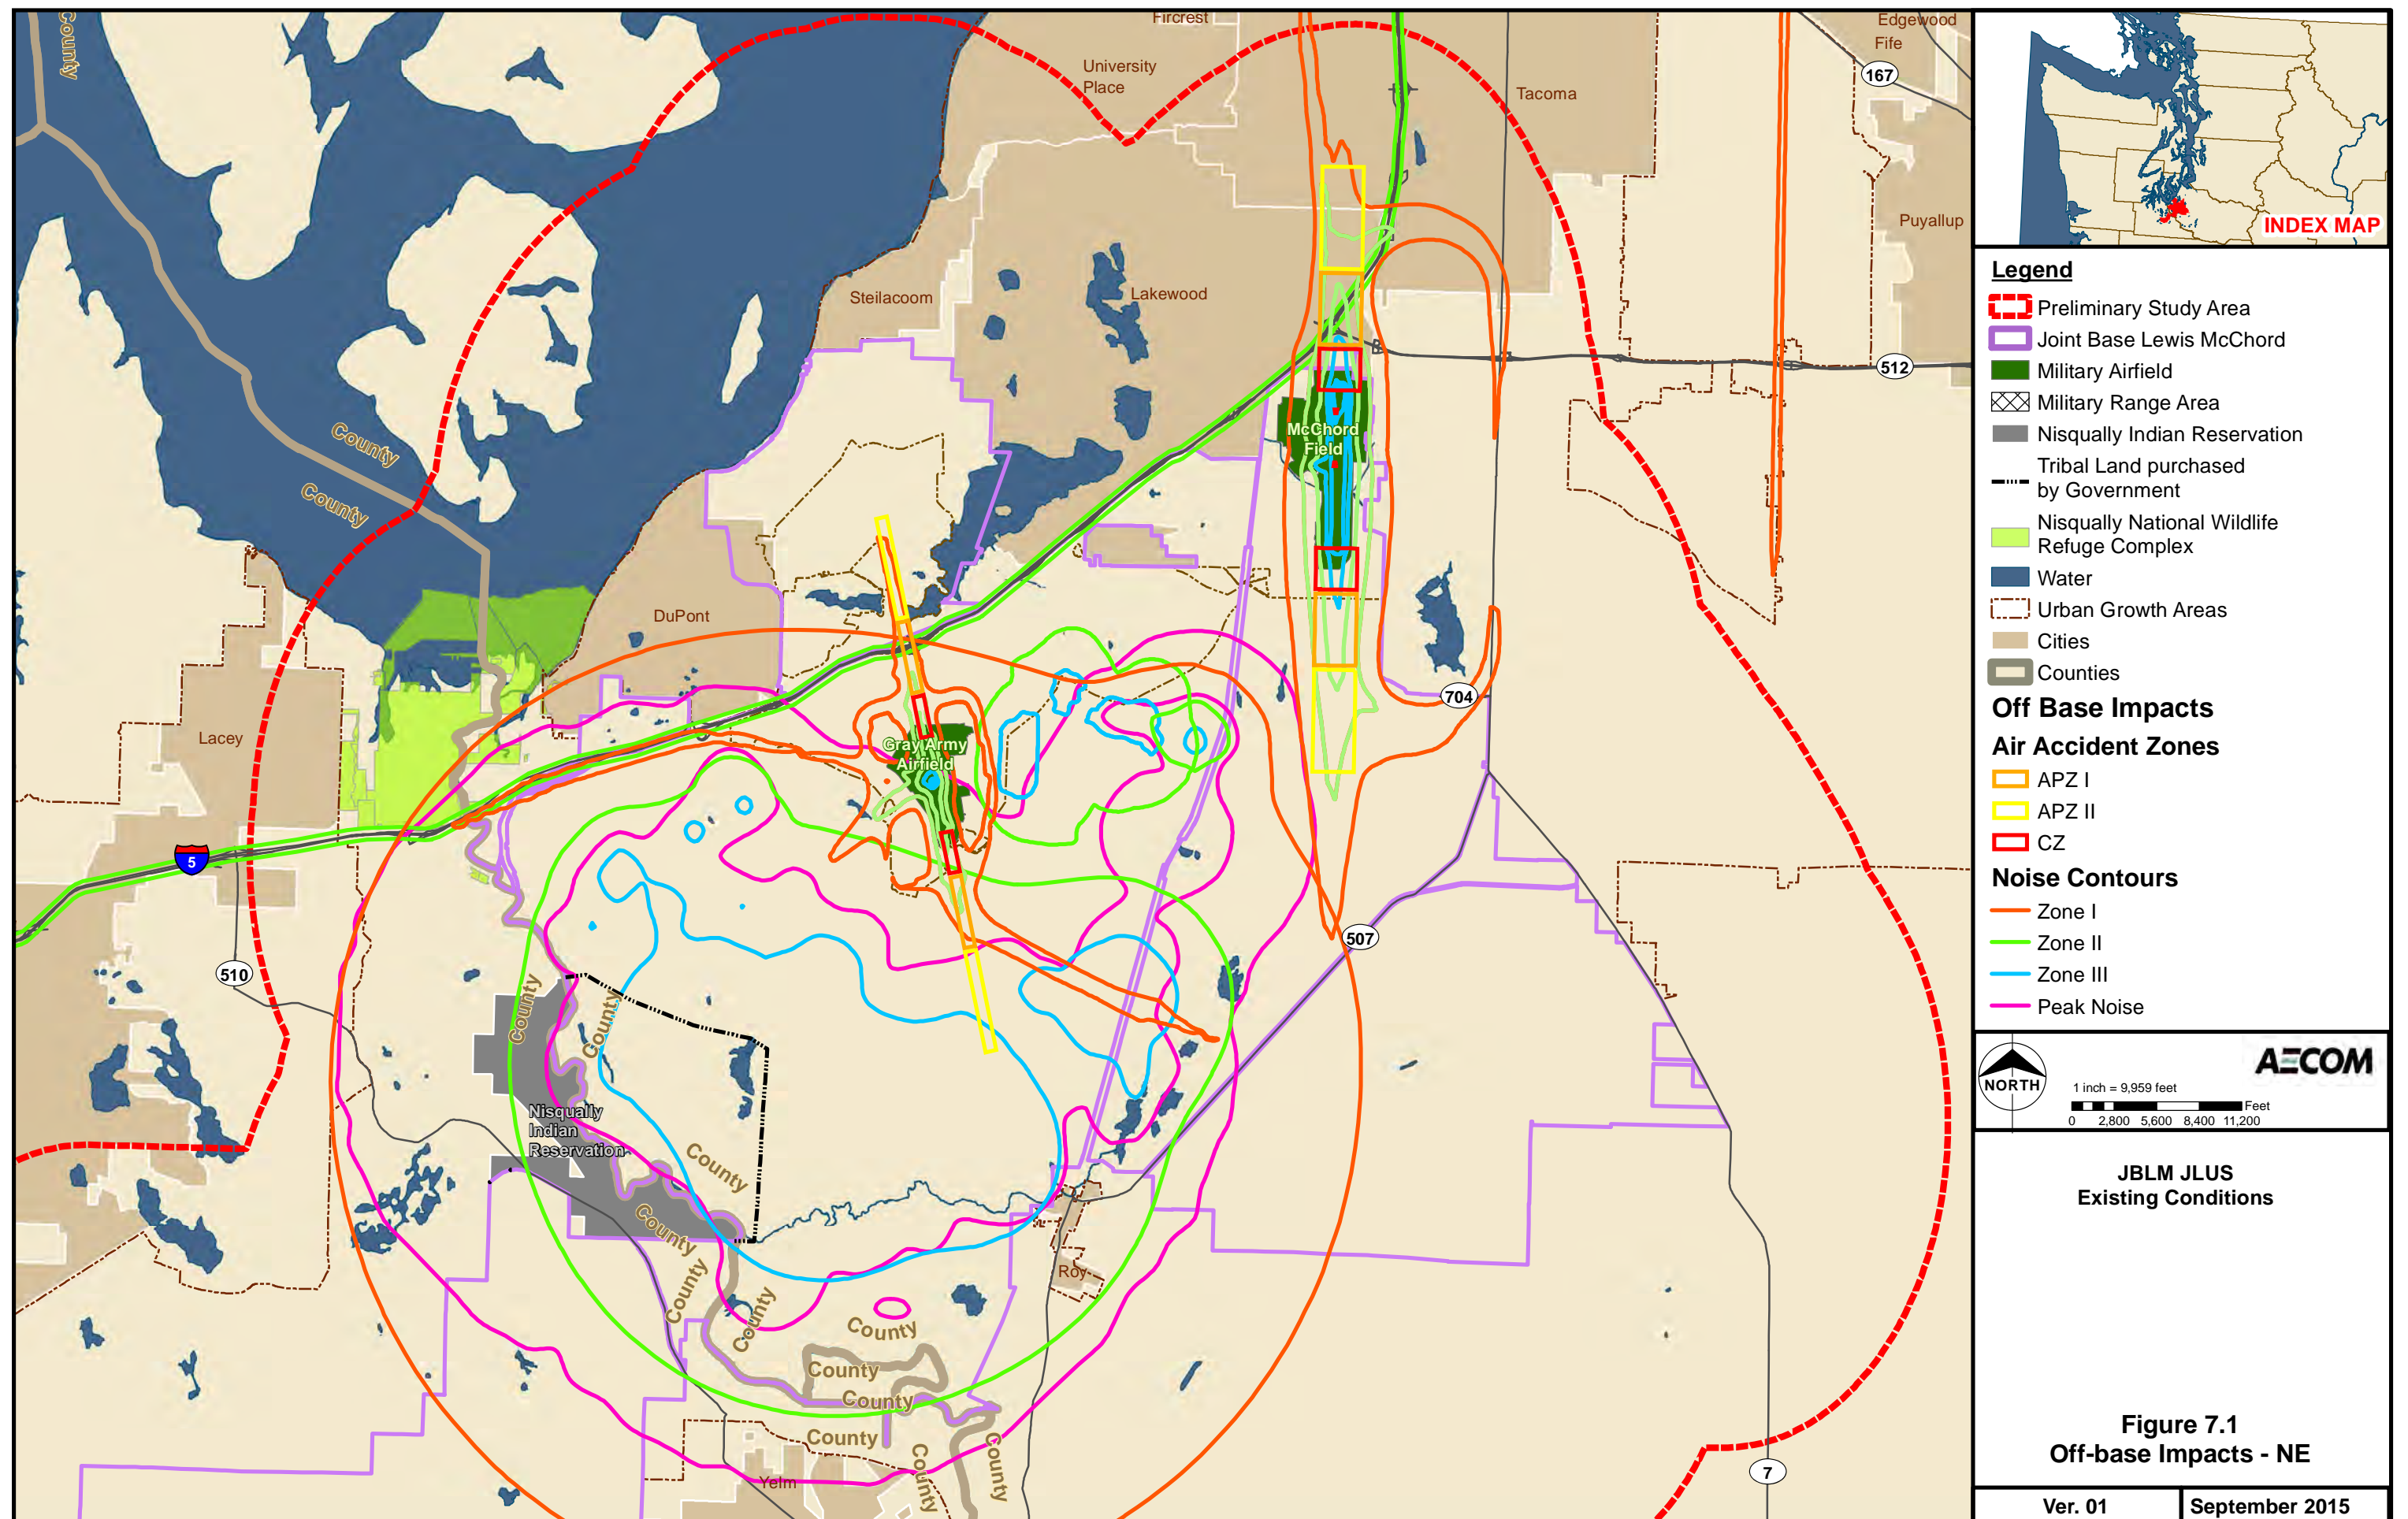 County
Fircrest
University
Place
Tacoma
Edgewood
Fife
167
Puyallup
Steilacoom
Lakewood
512
McChord
Field
County
County
DuPont
704
Lacey
Gray Army
Airfield
5
507
510
County
County
Nisqually
Indian
Reservation
County
County
County
County
Roy
County
County
County
County
County
County
Yelm
7
INDEX MAP
Legend
Preliminary Study Area
Joint Base Lewis McChord
Military Airfield
Military Range Area
Nisqually Indian Reservation
Tribal Land purchased
by Government
Nisqually National Wildlife
Refuge Complex
Water
Urban Growth Areas
Cities
Counties
Off Base Impacts
Air Accident Zones
APZ I
APZ II
CZ
Noise Contours
Zone I
Zone II
Zone III
Peak Noise
NORTH
AECOM
1 inch = 9,959 feet
Feet
0 2,800 5,600 8,400 11,200
JBLM JLUS
Existing Conditions
Figure 7.1
Off-base Impacts - NE
Ver. 01
September 2015